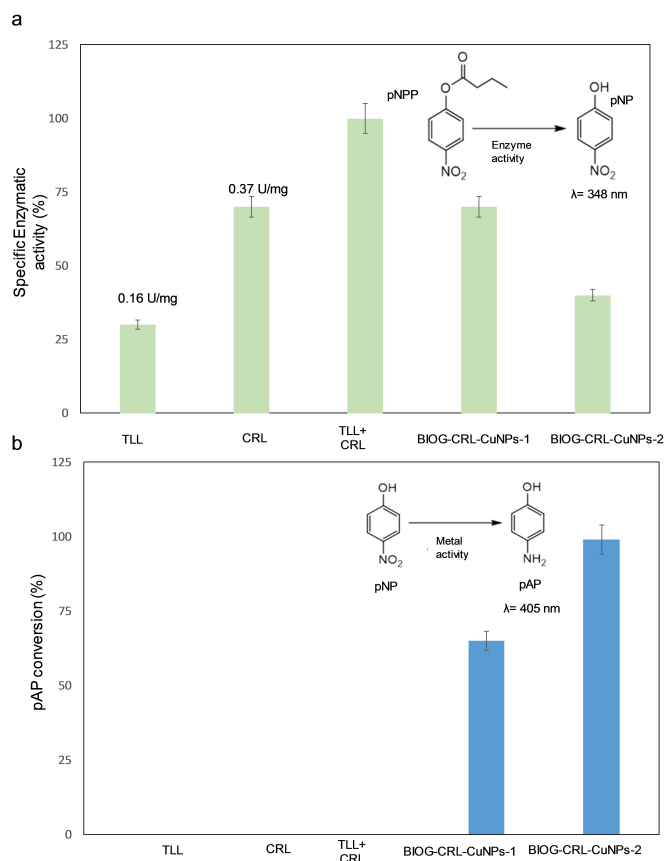 a
Specific Enzymatic
activity (%)
125
100
75
50
25
0
0.16 U/mg
0.37 U/mg
pNPP
O
O
NO₂
Enzyme
activity
OH
pNP
NO₂
λ= 348 nm
TLL
CRL
TLL+
CRL
BIOG-CRL-CuNPs-1
BIOG-CRL-CuNPs-2
b
pAP conversion (%)
125
100
75
50
25
0
OH
NO₂
pNP
Metal
activity
OH
NH₂
pAP
λ= 405 nm
TLL
CRL
TLL+
CRL
BIOG-CRL-CuNPs-1
BIOG-CRL-CuNPs-2